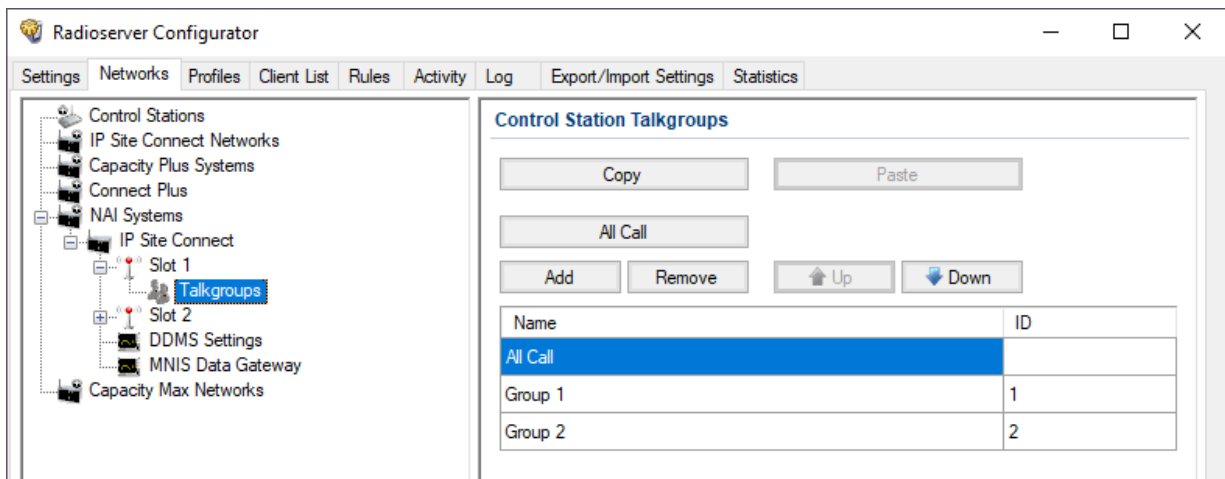 Radioserver Configurator
Settings Networks Profiles Client List Rules Activity Log Export/Import Settings Statistics
Control Stations
IP Site Connect Networks
Capacity Plus Systems
Connect Plus
NAI Systems
IP Site Connect
Slot 1
Talkgroups
Slot 2
DDMS Settings
MNIS Data Gateway
Capacity Max Networks
Control Station Talkgroups
Copy Paste
All Call
Add Remove Up Down
Name ID
All Call
Group 1 1
Group 2 2